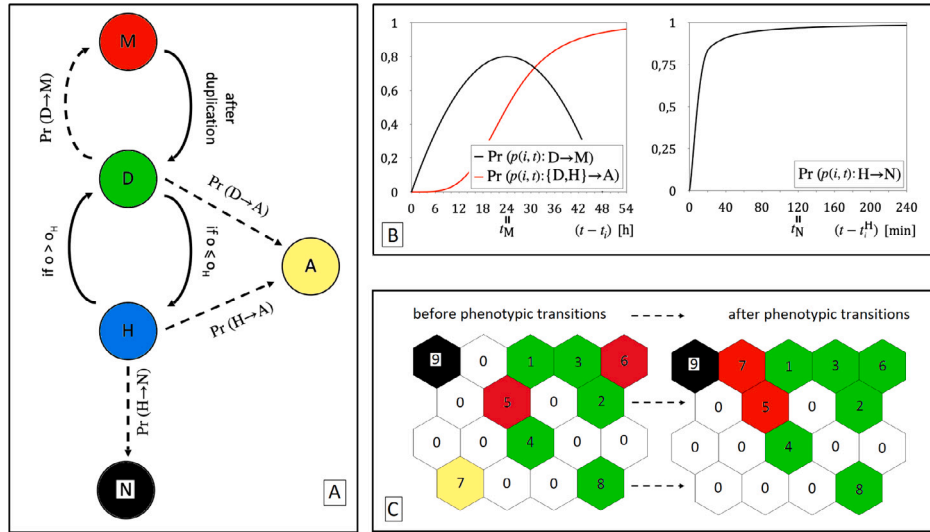 M
Pr (D→M)
after
duplication
D
Pr (D→A)
if o > o_H
if o ⩽ o_H
A
H
Pr (H→A)
Pr (H→N)
N
A
1
0,8
0,6
0,4
0,2
0
Pr (p(i, t): D→M)
Pr (p(i, t): {D,H}→A)
0 6 12 18 24 30 36 42 48 54
t_M
(t − t_i) [h]
B
1
0,8
0,6
0,4
0,2
0
Pr (p(i, t): H→N)
0 40 80 120 160 200 240
t_N
(t − t_i^H) [min]
before phenotypic transitions
after phenotypic transitions
9 0 1 3 6
0 5 0 2
0 4 0 0
7 0 0 8
9 7 1 3 6
0 5 0 2
0 0 4 0 0
0 0 0 8
C